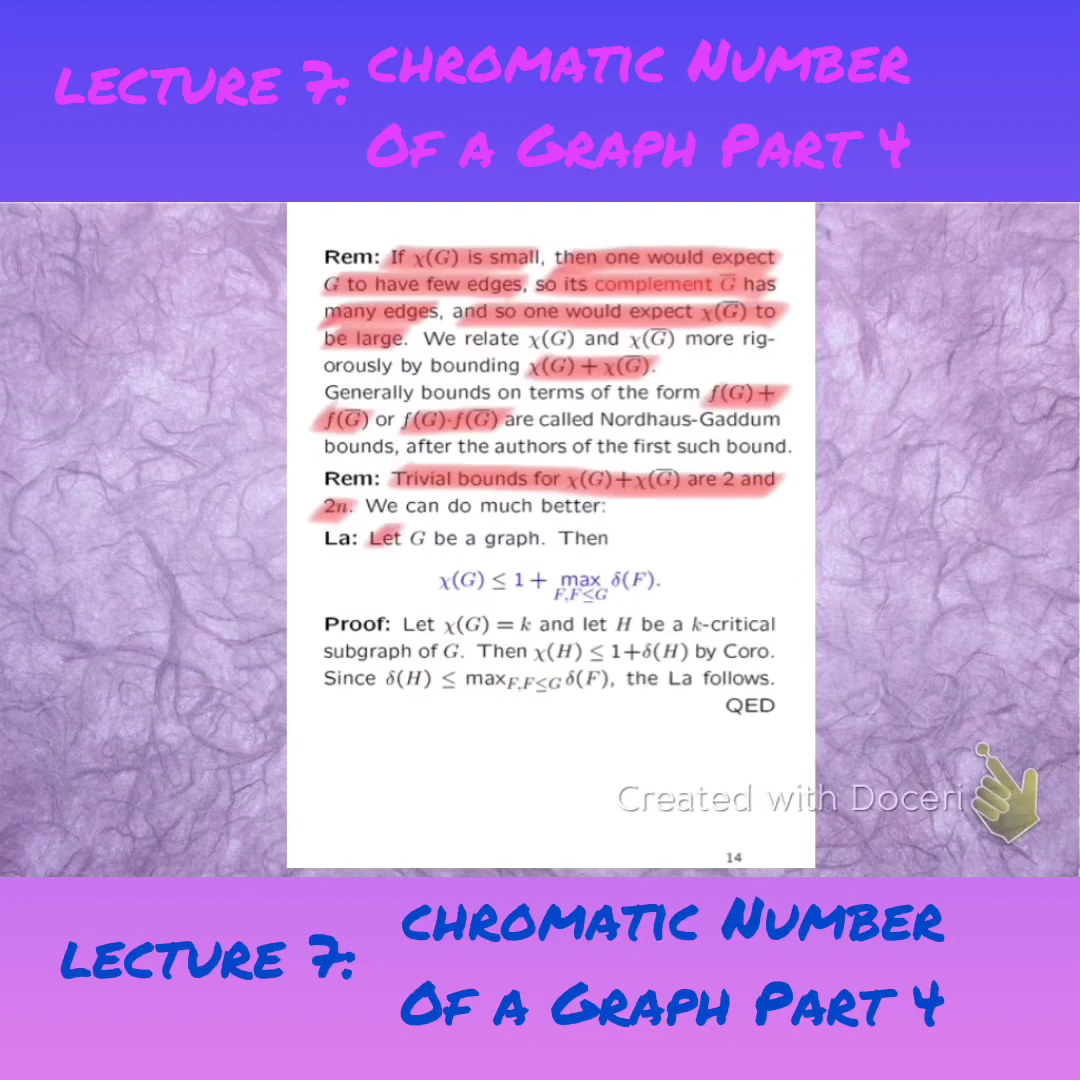 LECTURE 7:
CHROMATIC NUMBER
OF A GRAPH PART 4
Rem: If χ(G) is small, then one would expect
G to have few edges, so its complement G̅ has
many edges, and so one would expect χ(G̅) to
be large. We relate χ(G) and χ(G̅) more rig-
orously by bounding χ(G) + χ(G̅).
Generally bounds on terms of the form f(G)+
f(G̅) or f(G)·f(G̅) are called Nordhaus-Gaddum
bounds, after the authors of the first such bound.
Rem: Trivial bounds for χ(G)+χ(G̅) are 2 and
2n. We can do much better:
La: Let G be a graph. Then
χ(G) ≤ 1 + max_{F,F≤G} δ(F).
Proof: Let χ(G) = k and let H be a k-critical
subgraph of G. Then χ(H) ≤ 1+δ(H) by Coro.
Since δ(H) ≤ max_{F,F≤G} δ(F), the La follows.
QED
Created with Doceri
14
LECTURE 7:
CHROMATIC NUMBER
OF A GRAPH PART 4